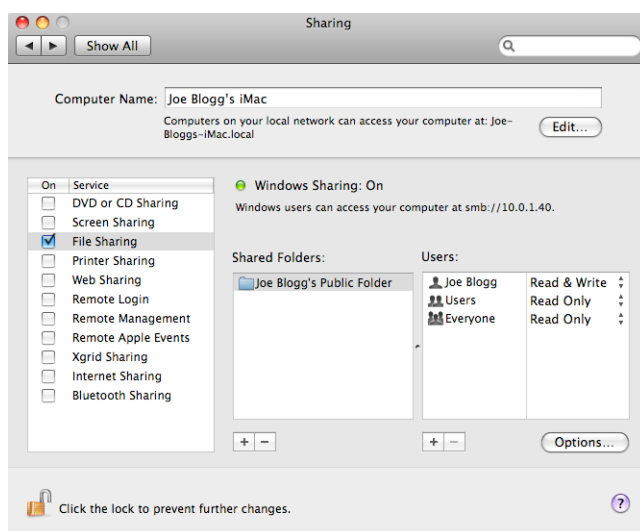 Sharing
Show All
Computer Name: Joe Blogg's iMac
Computers on your local network can access your computer at: Joe-
Bloggs-iMac.local
Edit...
On Service
DVD or CD Sharing
Screen Sharing
File Sharing
Printer Sharing
Web Sharing
Remote Login
Remote Management
Remote Apple Events
Xgrid Sharing
Internet Sharing
Bluetooth Sharing
Windows Sharing: On
Windows users can access your computer at smb://10.0.1.40.
Shared Folders:
Joe Blogg's Public Folder
Users:
Joe Blogg Read & Write
Users Read Only
Everyone Read Only
+ −
+ −
Options...
Click the lock to prevent further changes.
?